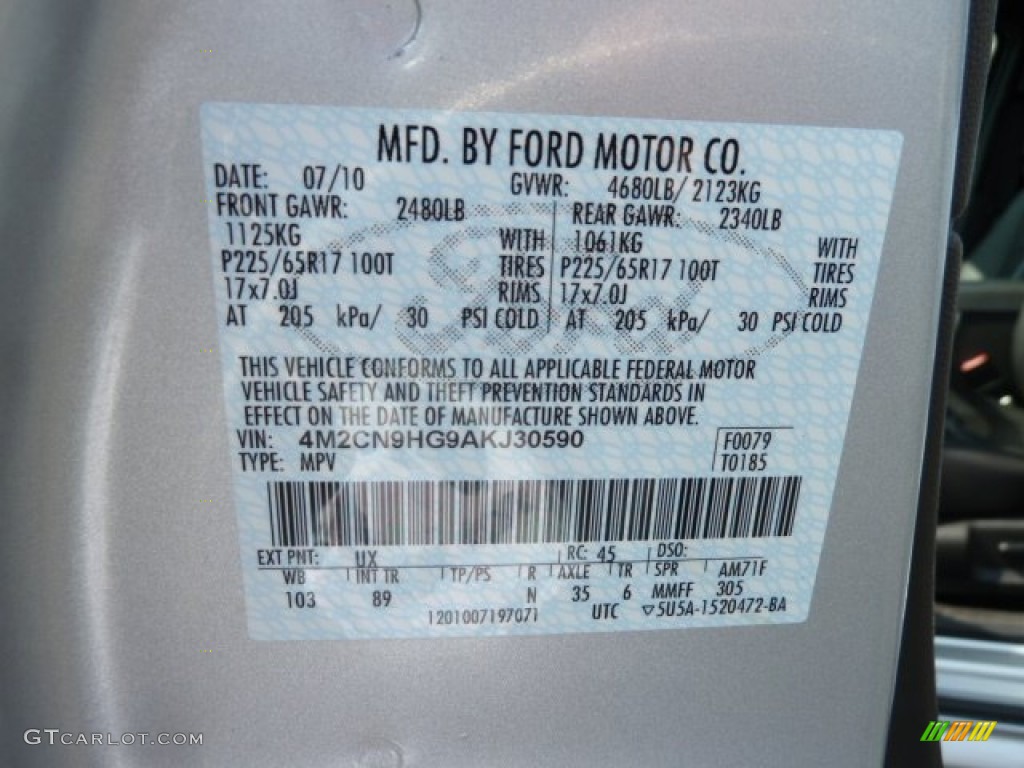 MFD. BY FORD MOTOR CO.
DATE: 07/10 GVWR: 4680LB/ 2123KG
FRONT GAWR: 2480LB REAR GAWR: 2340LB
1125KG WITH 1061KG WITH
P225/65R17 100T TIRES P225/65R17 100T TIRES
17x7.0J RIMS 17x7.0J RIMS
AT 205 kPa/ 30 PSI COLD AT 205 kPa/ 30 PSI COLD
THIS VEHICLE CONFORMS TO ALL APPLICABLE FEDERAL MOTOR
VEHICLE SAFETY AND THEFT PREVENTION STANDARDS IN
EFFECT ON THE DATE OF MANUFACTURE SHOWN ABOVE.
VIN: 4M2CN9HG9AKJ30590 F0079
TYPE: MPV T0185
EXT PNT: UX RC: 45 DSO:
WB INT TR TP/PS R AXLE TR SPR AM71F
103 89 N 35 6 MMFF 305
1201007197071 UTC ▽5U5A-1520472-BA
GTCARLOT.COM